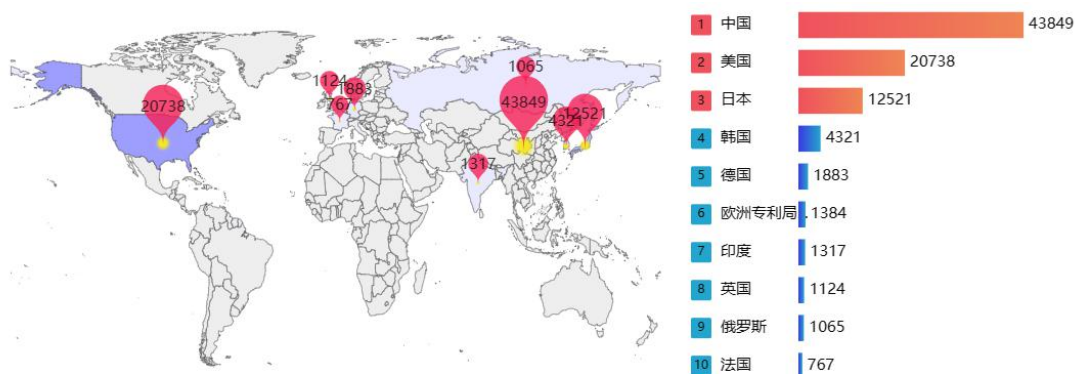 1065
1124
1883
20738
767
43849
4321
12521
1317
1 中国 43849
2 美国 20738
3 日本 12521
4 韩国 4321
5 德国 1883
6 欧洲专利局... 1384
7 印度 1317
8 英国 1124
9 俄罗斯 1065
10 法国 767